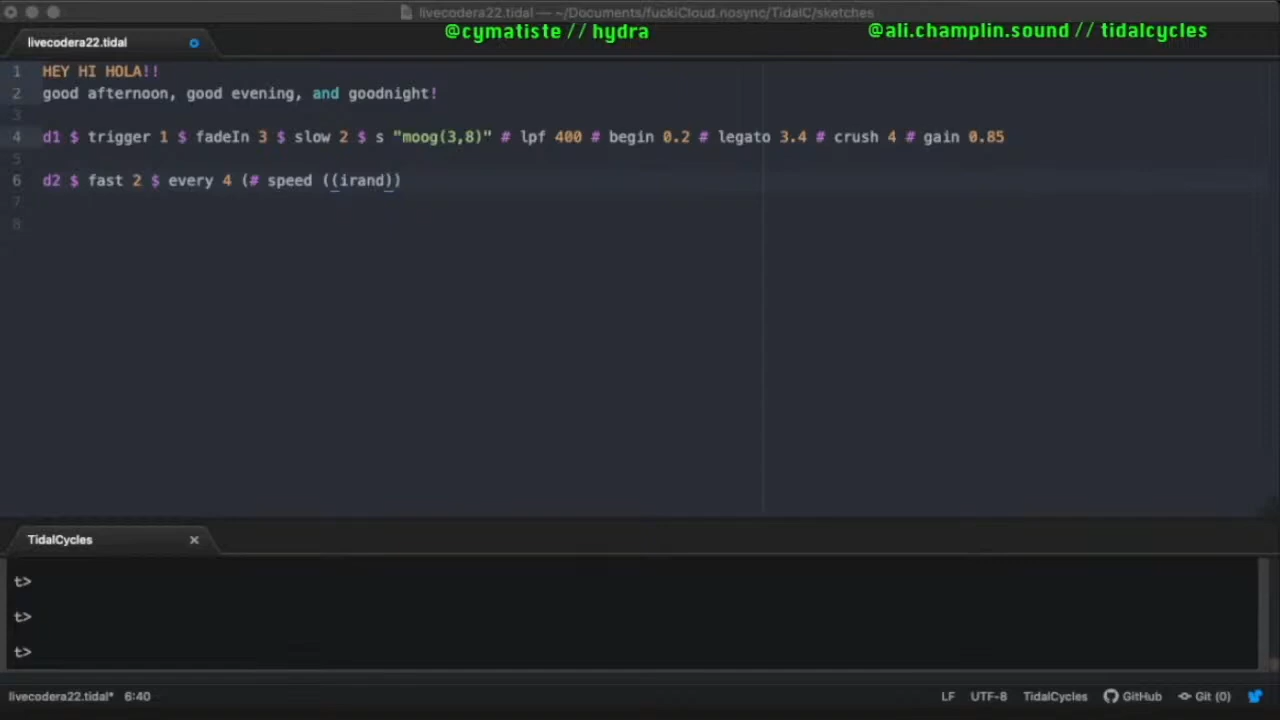 livecodera22.tidal — ~/Documents/fuckiCloud.nosync/TidalC/sketches
@cymatiste // hydra
@ali.champlin.sound // tidalcycles
livecodera22.tidal
1 HEY HI HOLA!!
2 good afternoon, good evening, and goodnight!
3
4 d1 $ trigger 1 $ fadeIn 3 $ slow 2 $ s "moog(3,8)" # lpf 400 # begin 0.2 # legato 3.4 # crush 4 # gain 0.85
5
6 d2 $ fast 2 $ every 4 (# speed ((irand))
7
8
TidalCycles ×
t>
t>
t>
livecodera22.tidal* 6:40 LF UTF-8 TidalCycles GitHub Git (0)